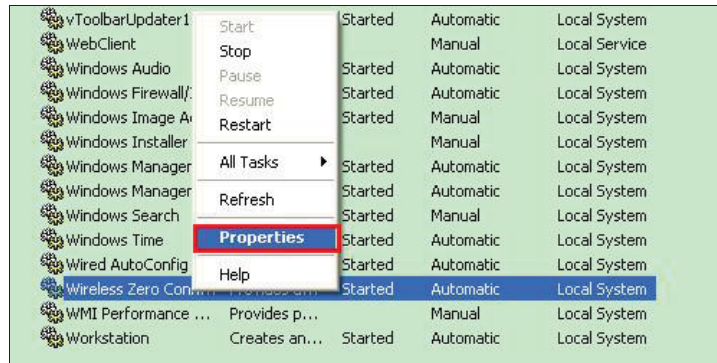 vToolbarUpdater1 Started Automatic Local System
WebClient Manual Local Service
Windows Audio Started Automatic Local System
Windows Firewall/ Started Automatic Local System
Windows Image A Started Manual Local System
Windows Installer Manual Local System
Windows Manager Started Automatic Local System
Windows Manager Started Automatic Local System
Windows Search Started Manual Local System
Windows Time Started Automatic Local System
Wired AutoConfig Started Automatic Local System
Wireless Zero Started Automatic Local System
WMI Performance ... Provides p... Manual Local System
Workstation Creates an... Started Automatic Local System
Start
Stop
Pause
Resume
Restart
All Tasks
Refresh
Properties
Help